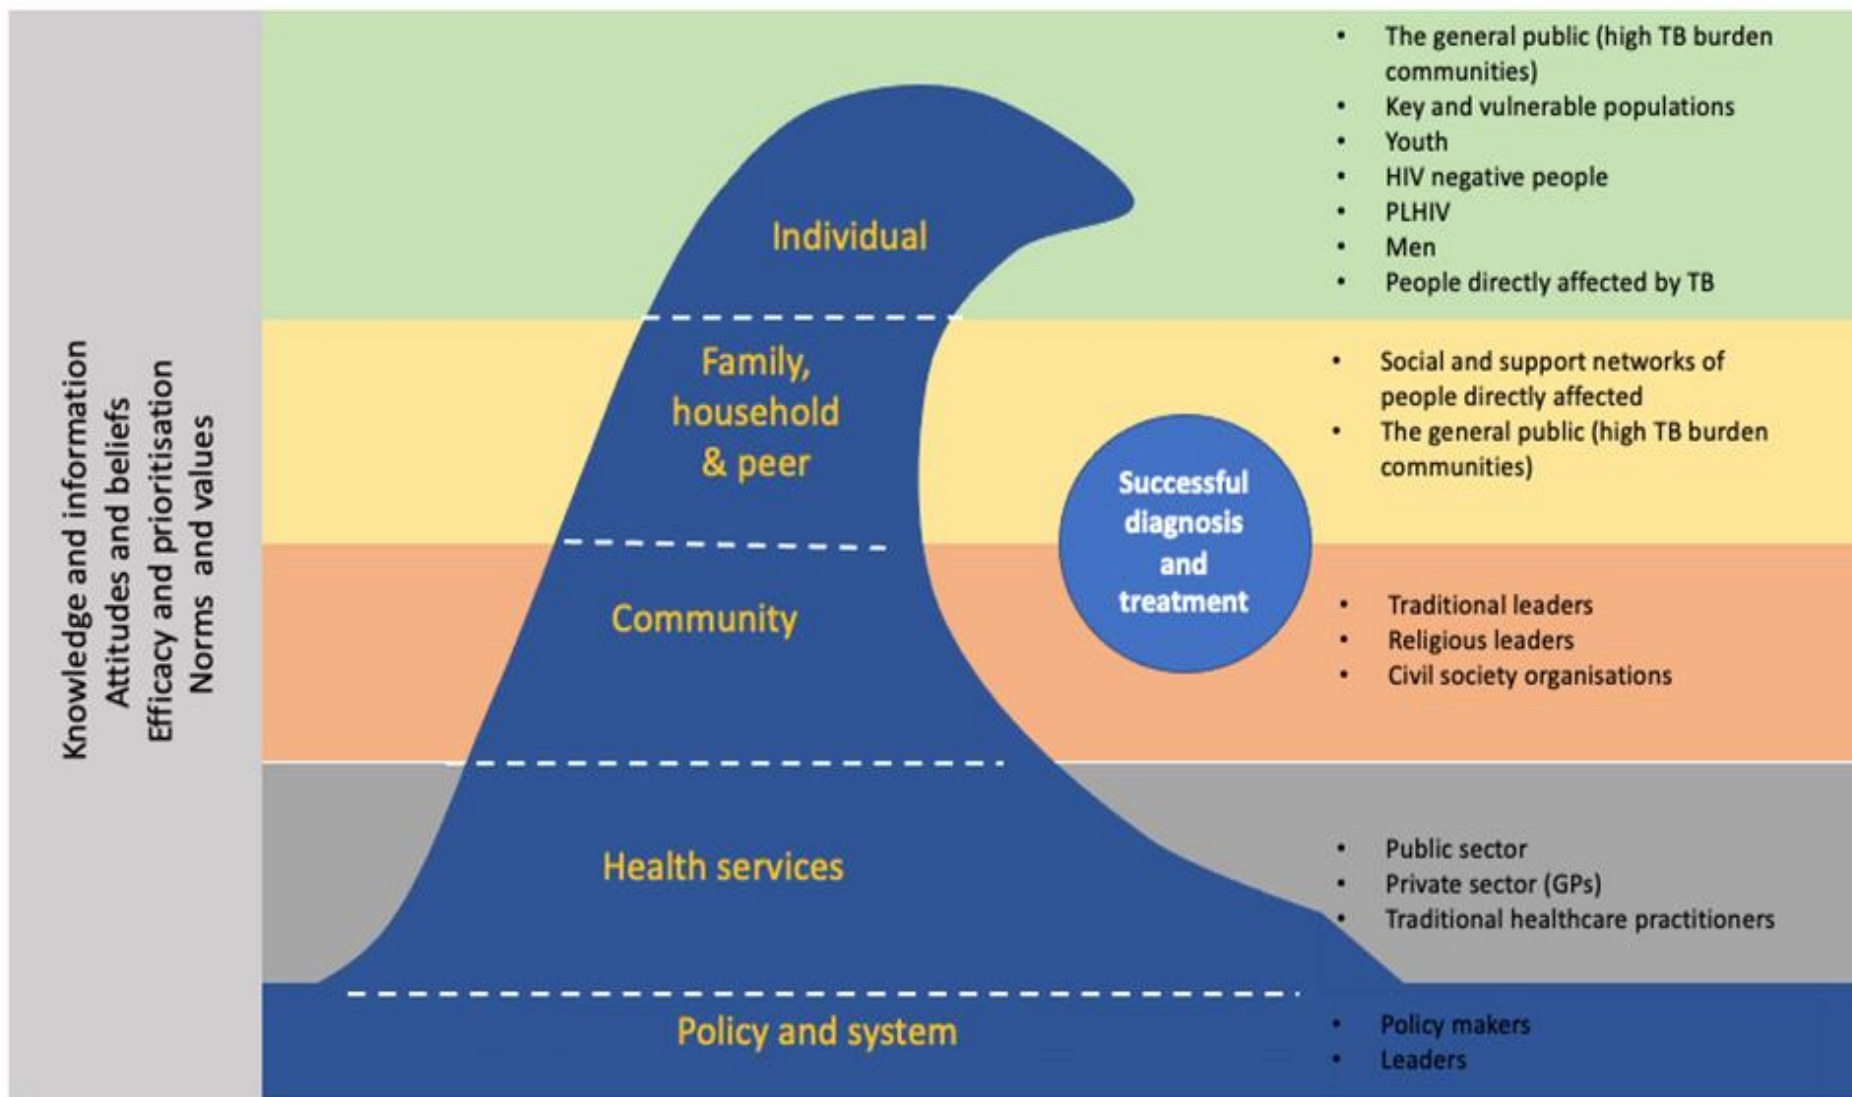 Knowledge and information
Attitudes and beliefs
Efficacy and prioritisation
Norms and values
Individual
• The general public (high TB burden
communities)
• Key and vulnerable populations
• Youth
• HIV negative people
• PLHIV
• Men
• People directly affected by TB
Family,
household
& peer
• Social and support networks of
people directly affected
• The general public (high TB burden
communities)
Successful
diagnosis
and
treatment
Community
• Traditional leaders
• Religious leaders
• Civil society organisations
Health services
• Public sector
• Private sector (GPs)
• Traditional healthcare practitioners
Policy and system
• Policy makers
• Leaders